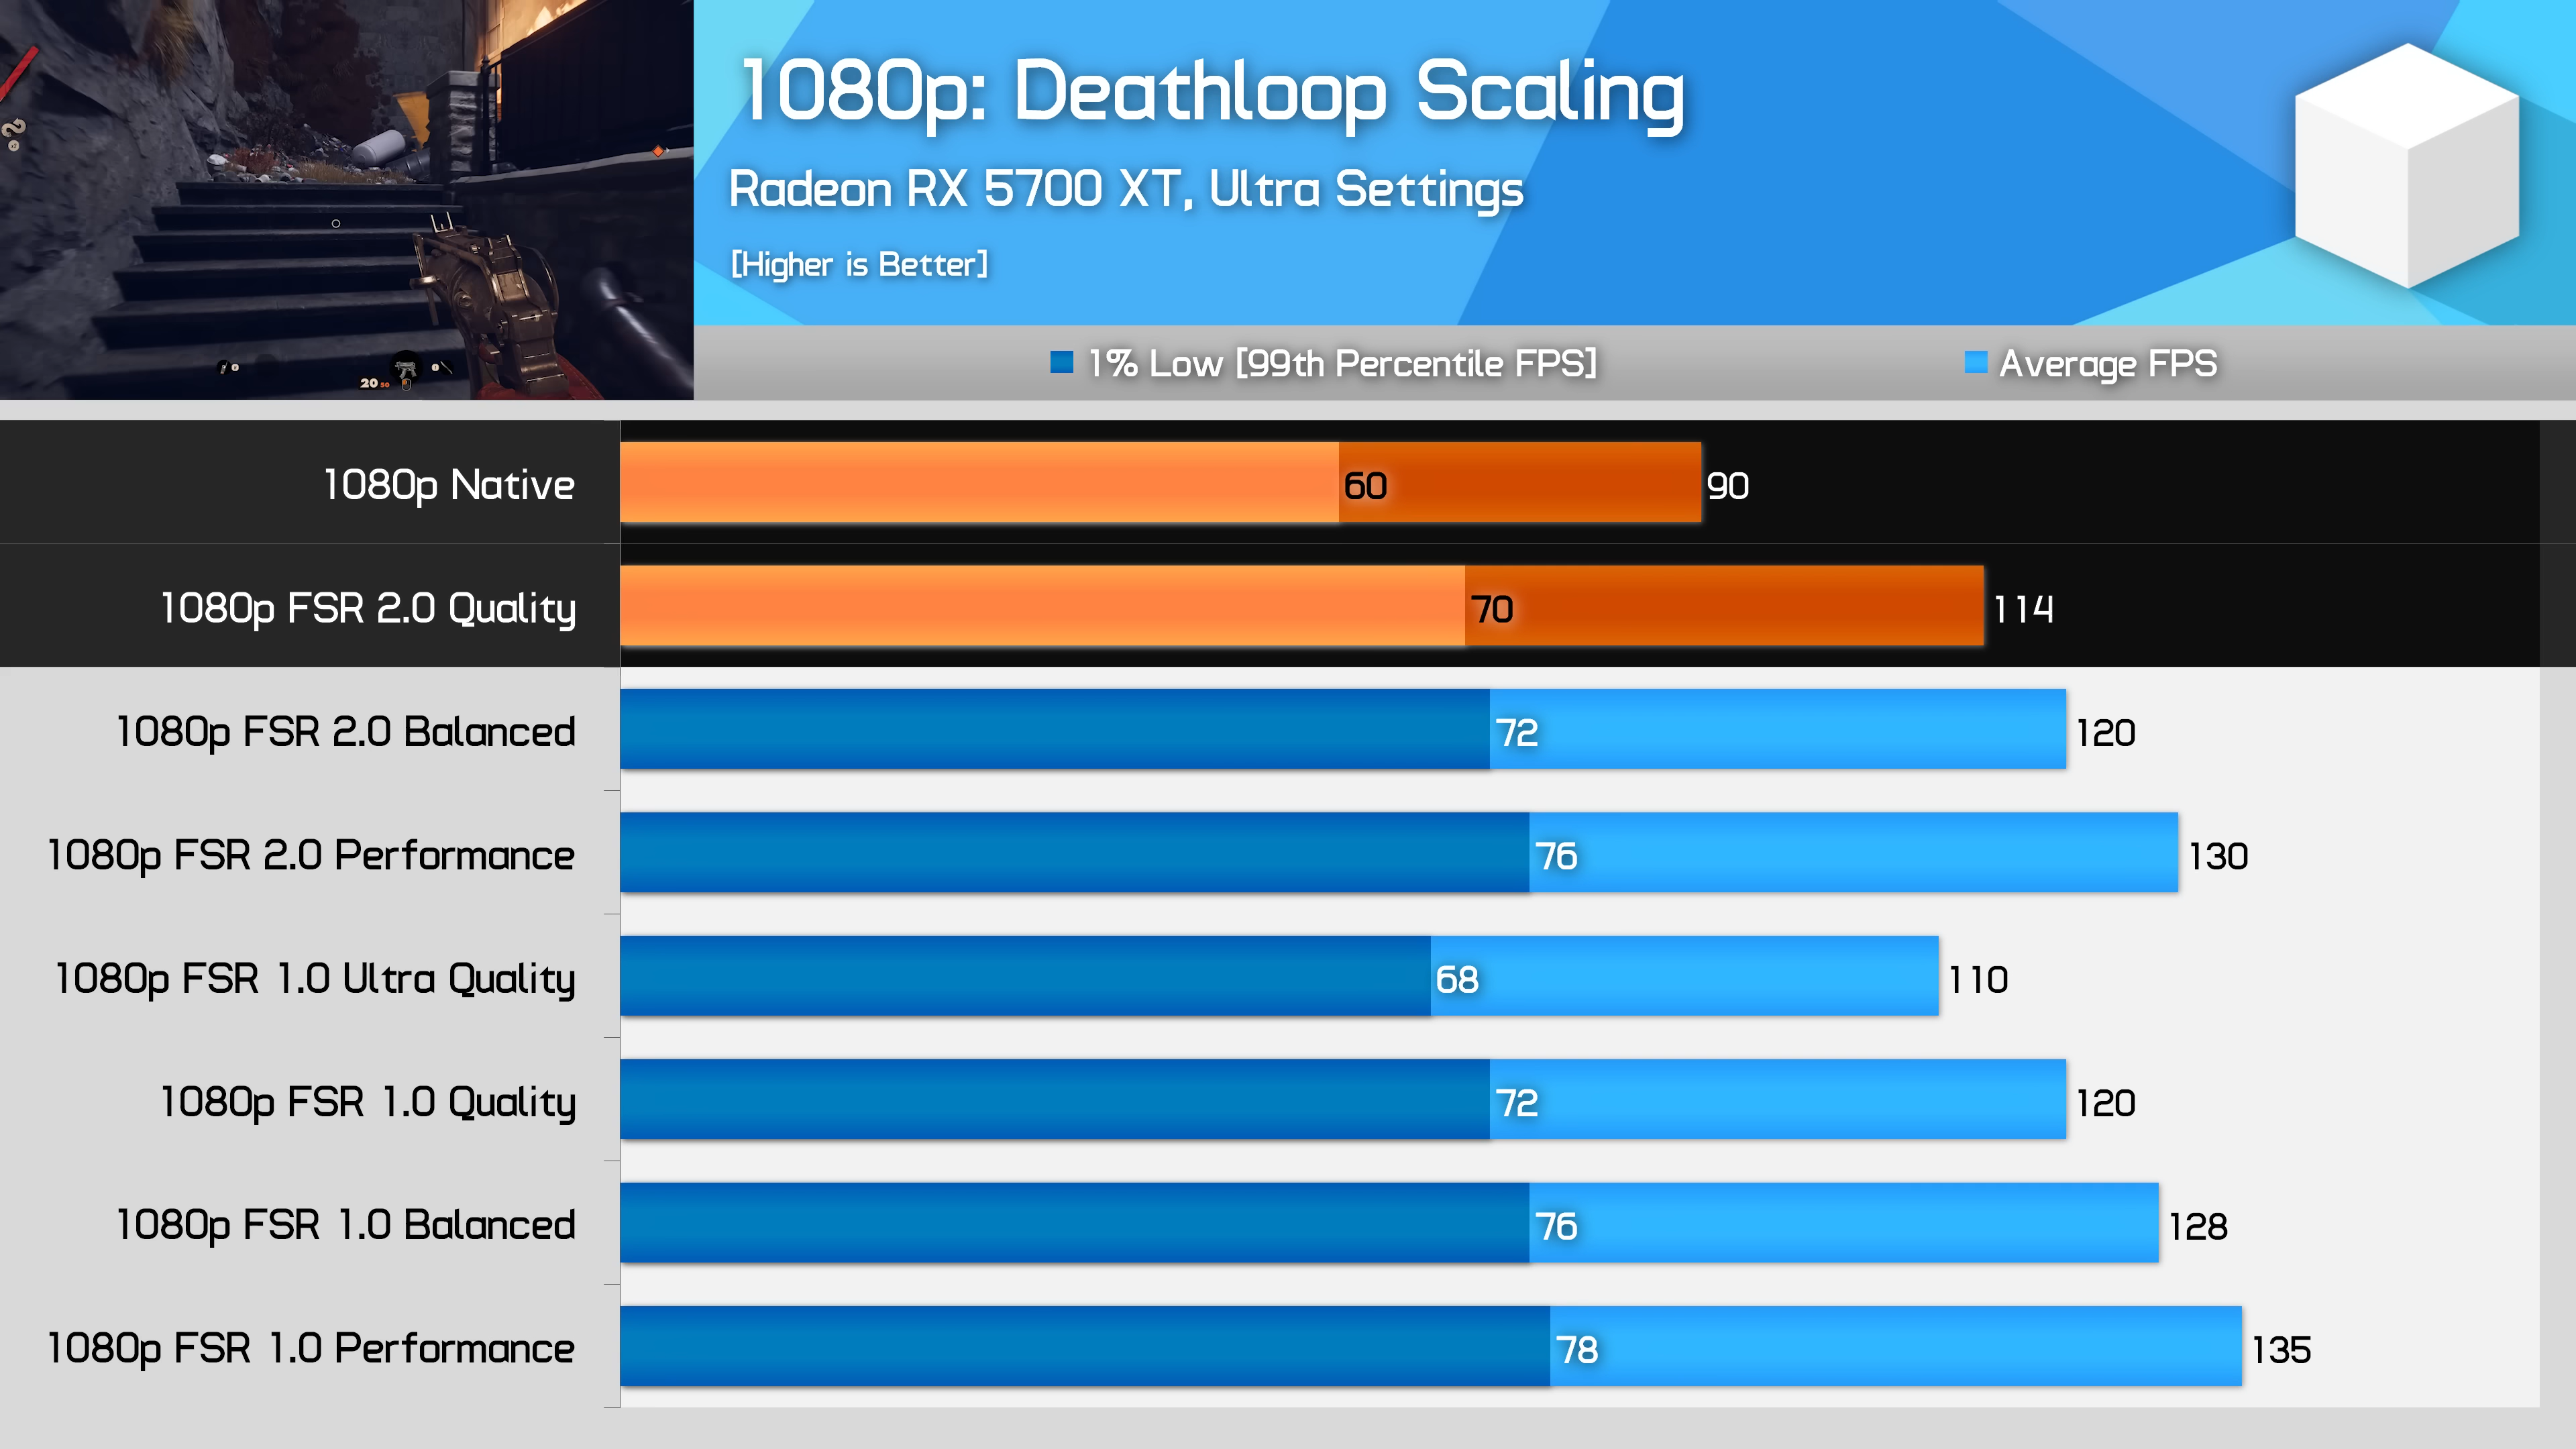 1080p: Deathloop Scaling
Radeon RX 5700 XT, Ultra Settings
[Higher is Better]
1% Low [99th Percentile FPS]
Average FPS
20 50
1080p Native
60
90
1080p FSR 2.0 Quality
70
114
1080p FSR 2.0 Balanced
72
120
1080p FSR 2.0 Performance
76
130
1080p FSR 1.0 Ultra Quality
68
110
1080p FSR 1.0 Quality
72
120
1080p FSR 1.0 Balanced
76
128
1080p FSR 1.0 Performance
78
135